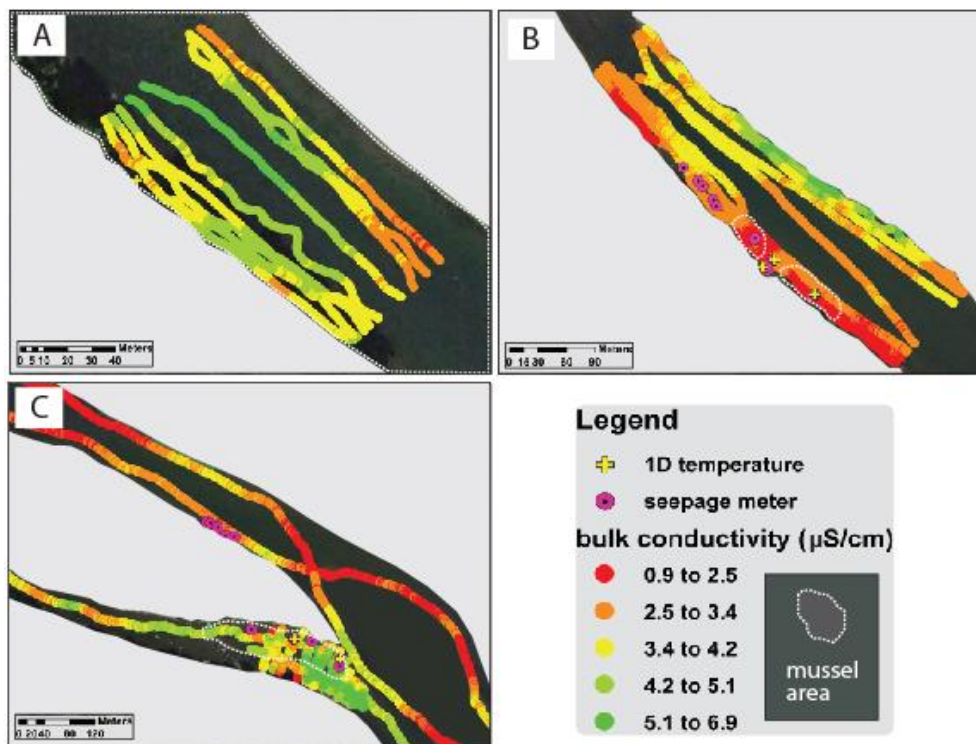 A
Meters
0 5 10 20 30 40
B
Meters
0 15 30 60 90
C
Meters
0 20 40 80 120
Legend
1D temperature
seepage meter
bulk conductivity (µS/cm)
0.9 to 2.5
2.5 to 3.4
3.4 to 4.2
4.2 to 5.1
5.1 to 6.9
mussel
area